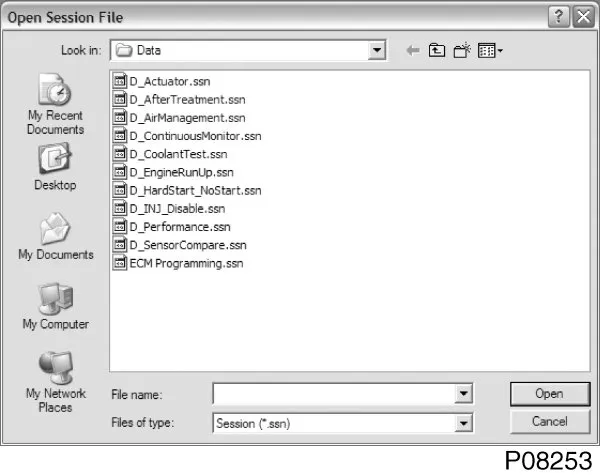 Open Session File
Look in: Data
D_Actuator.ssn
D_AfterTreatment.ssn
D_AirManagement.ssn
D_ContinuousMonitor.ssn
D_CoolantTest.ssn
D_EngineRunUp.ssn
D_HardStart_NoStart.ssn
D_INJ_Disable.ssn
D_Performance.ssn
D_SensorCompare.ssn
ECM Programming.ssn
My Recent
Documents
Desktop
My Documents
My Computer
My Network
Places
File name: Open
Files of type: Session (*.ssn) Cancel
P08253